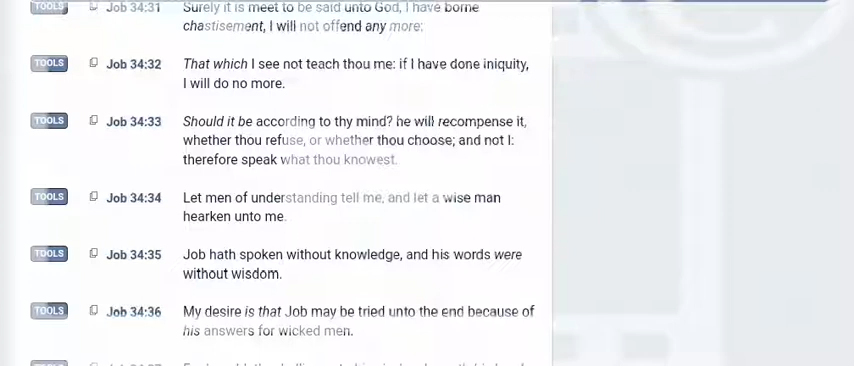 TOOLS Job 34:31 Surely it is meet to be said unto God, I have borne
chastisement, I will not offend any more:
TOOLS Job 34:32 That which I see not teach thou me: if I have done iniquity,
I will do no more.
TOOLS Job 34:33 Should it be according to thy mind? he will recompense it,
whether thou refuse, or whether thou choose; and not I:
therefore speak what thou knowest.
TOOLS Job 34:34 Let men of understanding tell me, and let a wise man
hearken unto me.
TOOLS Job 34:35 Job hath spoken without knowledge, and his words were
without wisdom.
TOOLS Job 34:36 My desire is that Job may be tried unto the end because of
his answers for wicked men.